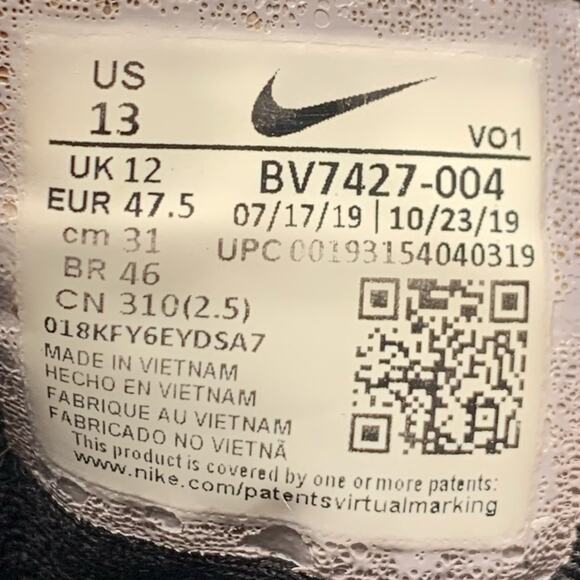 US
13
VO1
UK 12
BV7427-004
EUR 47.5
07/17/19 | 10/23/19
cm 31
UPC 00193154040319
BR 46
CN 310(2.5)
018KFY6EYDSA7
MADE IN VIETNAM
HECHO EN VIETNAM
FABRIQUE AU VIETNAM
FABRICADO NO VIETNÃ
This product is covered by one or more patents:
www.nike.com/patentsvirtualmarking